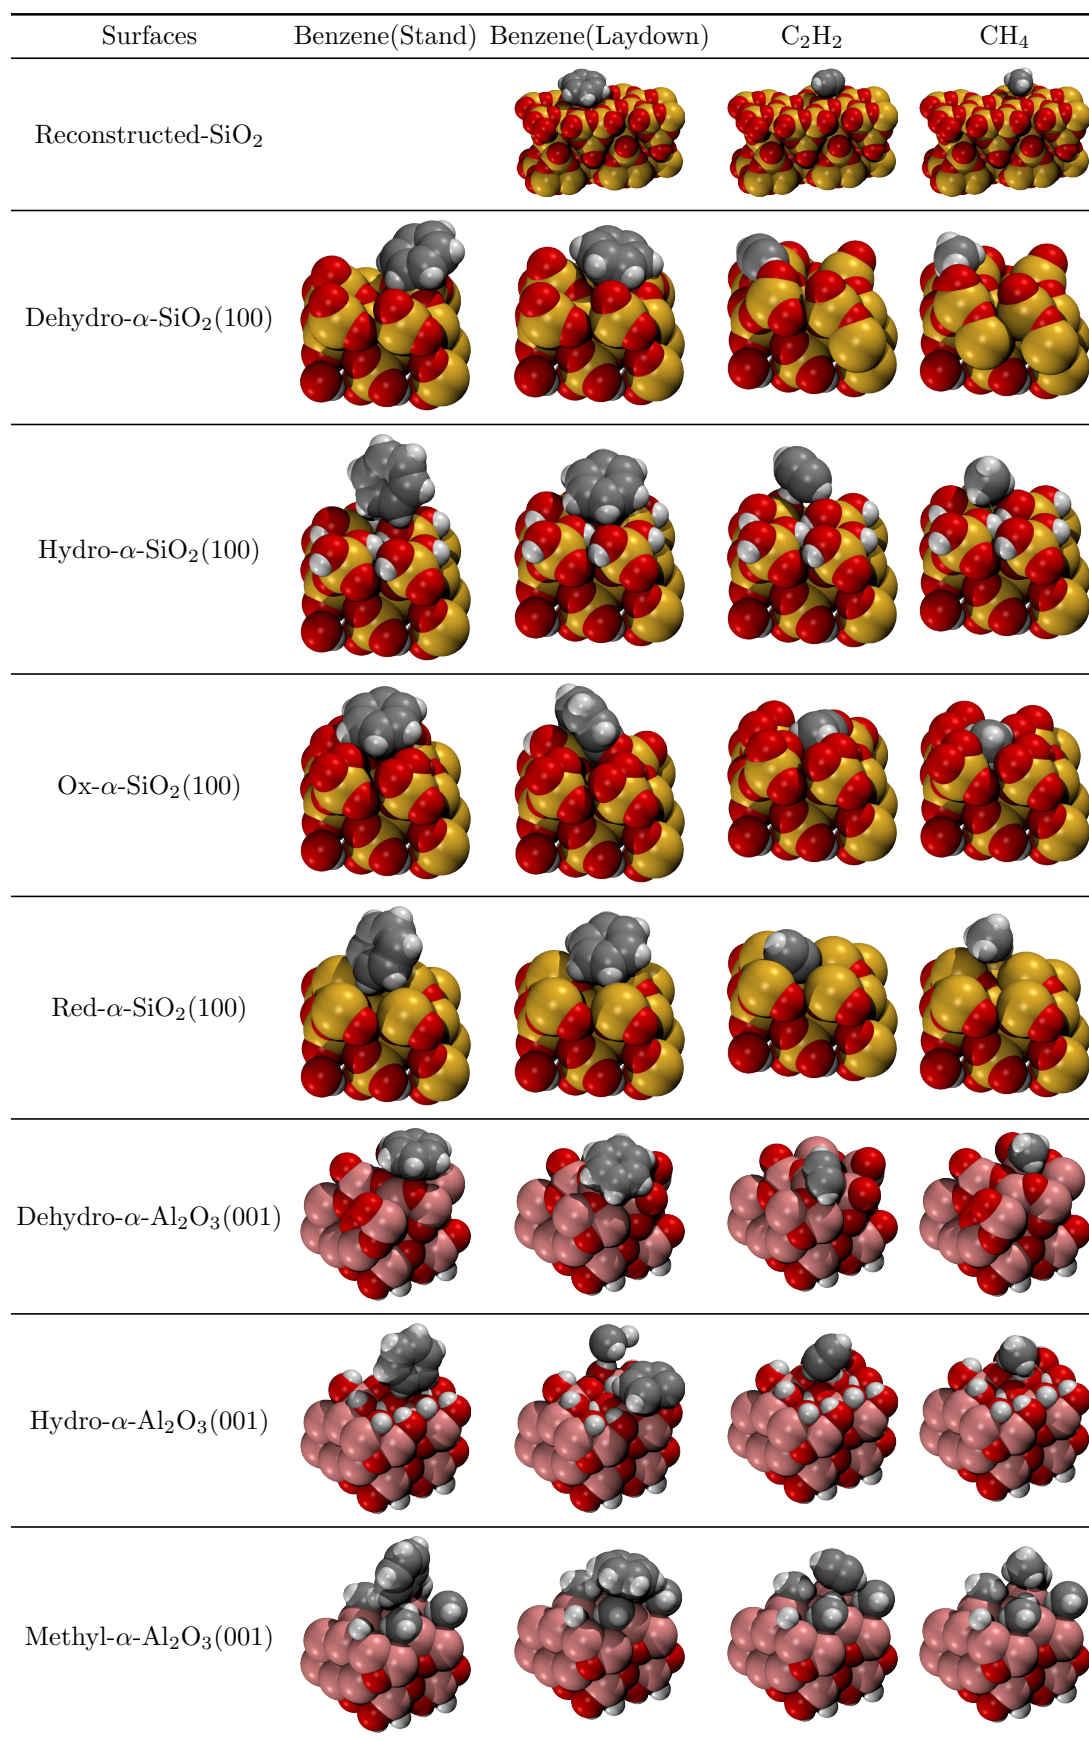 Surfaces Benzene(Stand) Benzene(Laydown) C₂H₂ CH₄
Reconstructed-SiO₂
Dehydro-α-SiO₂(100)
Hydro-α-SiO₂(100)
Ox-α-SiO₂(100)
Red-α-SiO₂(100)
Dehydro-α-Al₂O₃(001)
Hydro-α-Al₂O₃(001)
Methyl-α-Al₂O₃(001)